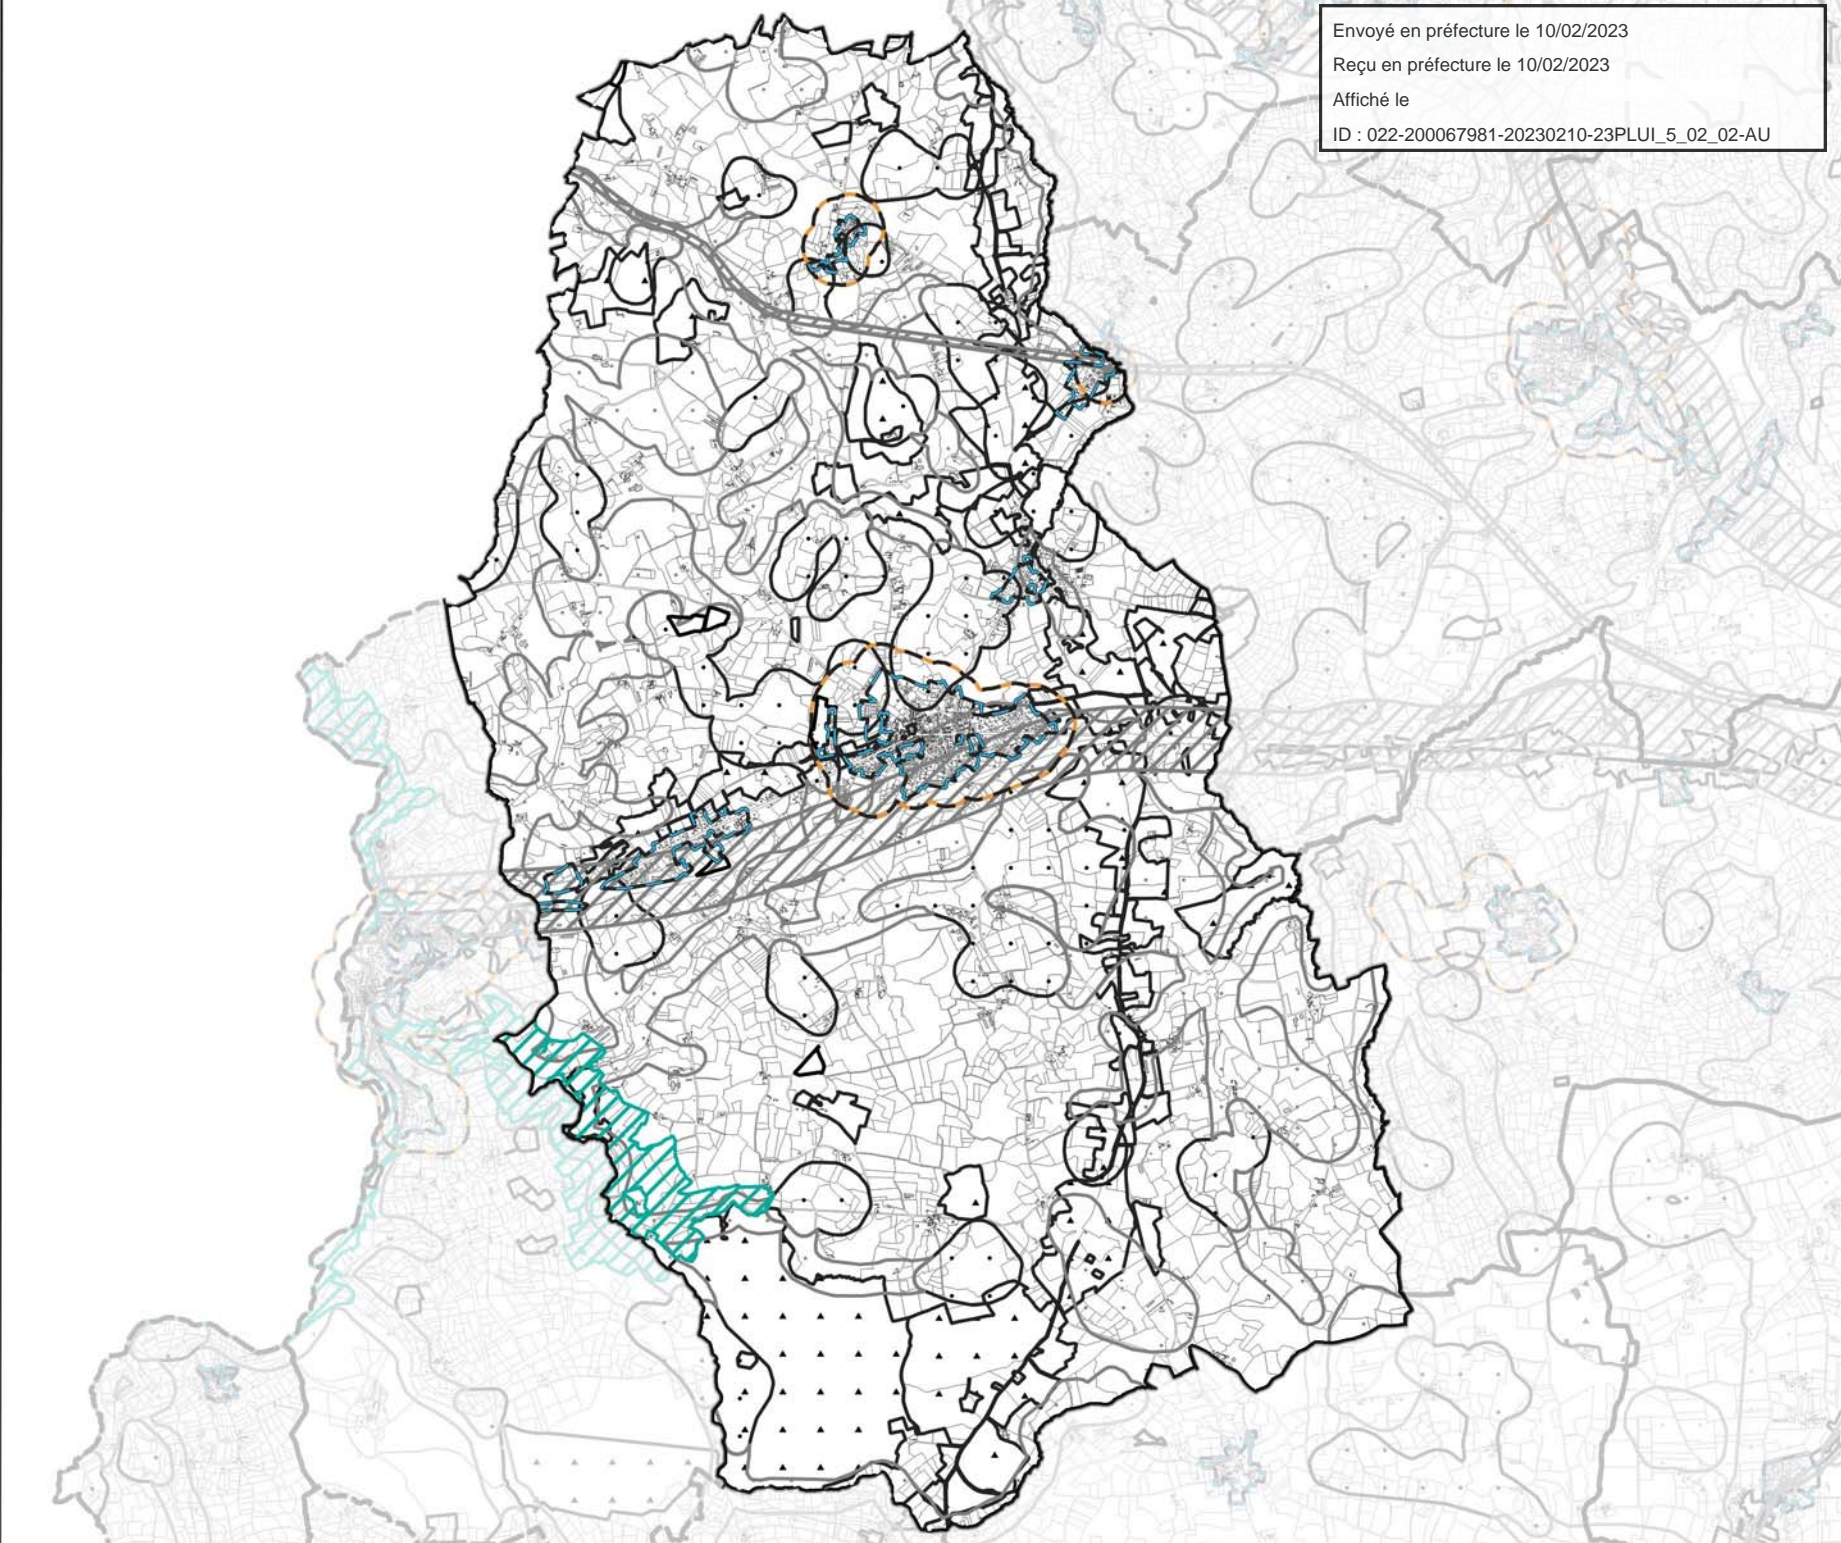 Envoyé en préfecture le 10/02/2023
Reçu en préfecture le 10/02/2023
Affiché le
ID : 022-200067981-20230210-23PLUI_5_02_02-AU